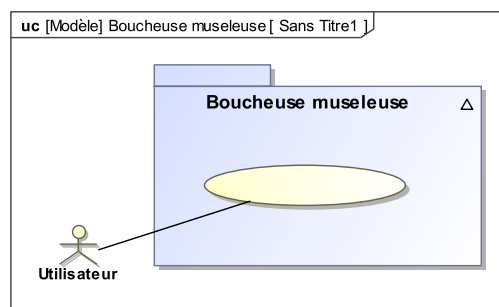 uc [Modèle] Boucheuse museleuse [ Sans Titre1 ]
Boucheuse museleuse
Utilisateur